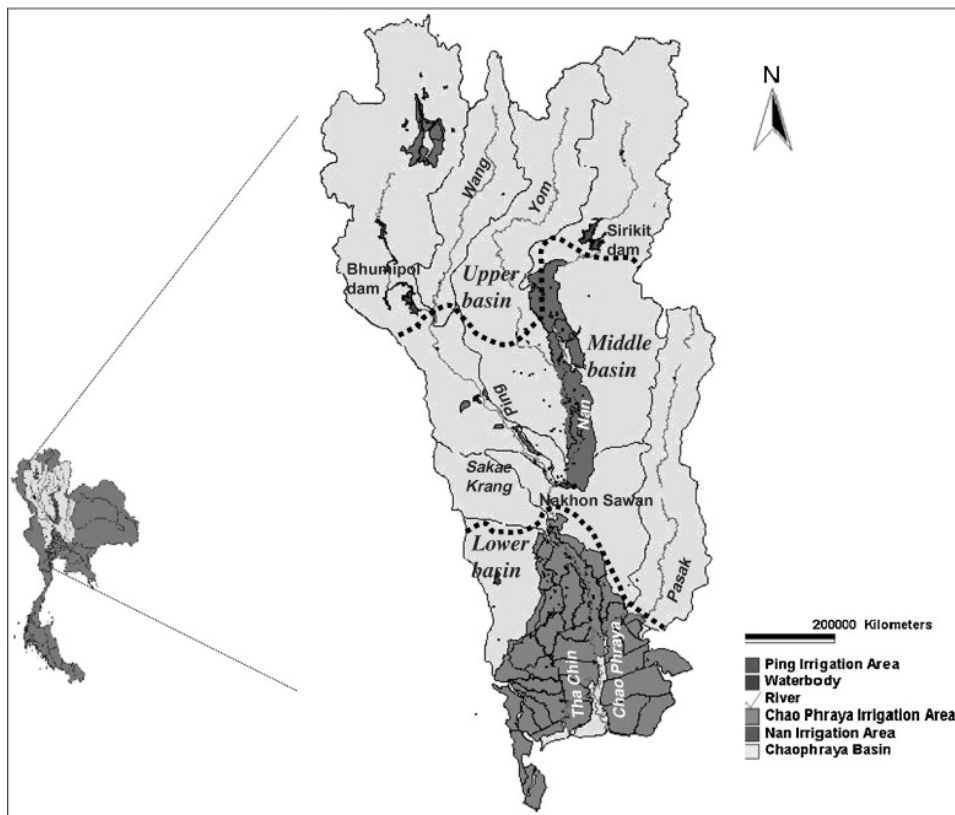 N
Wang
Yom
Sirikit
dam
Bhumipol
dam
Upper
basin
Middle
basin
Ping
Nan
Sakae
Krang
Nakhon Sawan
Lower
basin
Pasak
Tha Chin
Chao Phraya
200000 Kilometers
Ping Irrigation Area
Waterbody
River
Chao Phraya Irrigation Area
Nan Irrigation Area
Chaophraya Basin